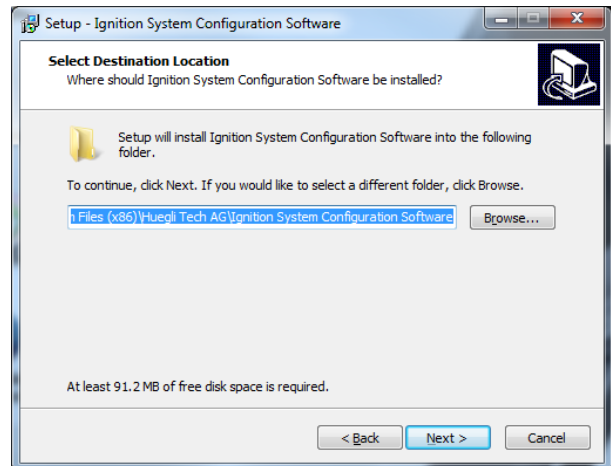 Setup - Ignition System Configuration Software
Select Destination Location
Where should Ignition System Configuration Software be installed?
Setup will install Ignition System Configuration Software into the following
folder.
To continue, click Next. If you would like to select a different folder, click Browse.
Files (x86)\Huegli Tech AG\Ignition System Configuration Software
Browse...
At least 91.2 MB of free disk space is required.
< Back
Next >
Cancel